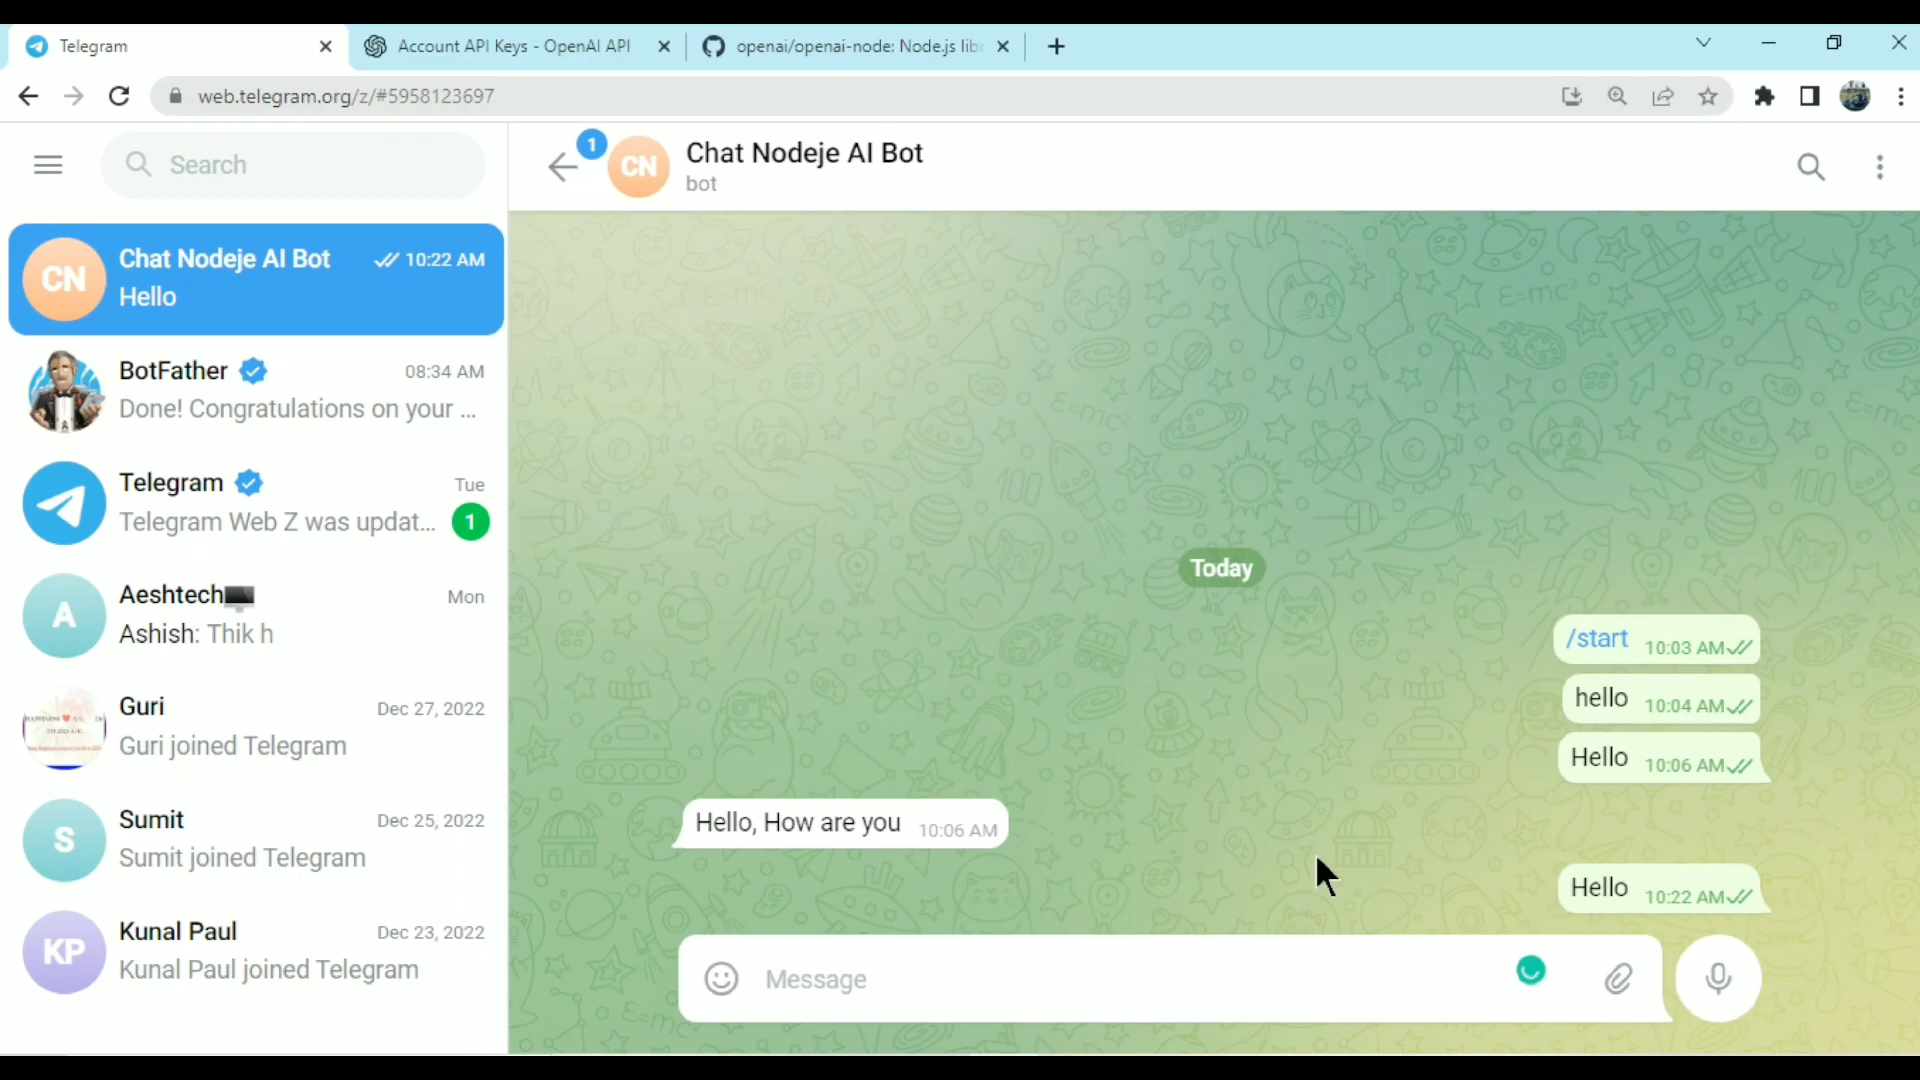 Telegram
Account API Keys - OpenAI API
openai/openai-node: Node.js lib
web.telegram.org/z/#5958123697
Search
1
CN
Chat Nodeje AI Bot
bot
CN
Chat Nodeje AI Bot
10:22 AM
Hello
BotFather
08:34 AM
Done! Congratulations on your ...
Telegram
Tue
Telegram Web Z was updat...
1
A
Aeshtech
Mon
Ashish: Thik h
Guri
Dec 27, 2022
Guri joined Telegram
S
Sumit
Dec 25, 2022
Sumit joined Telegram
KP
Kunal Paul
Dec 23, 2022
Kunal Paul joined Telegram
Today
/start 10:03 AM
hello 10:04 AM
Hello 10:06 AM
Hello, How are you 10:06 AM
Hello 10:22 AM
Message